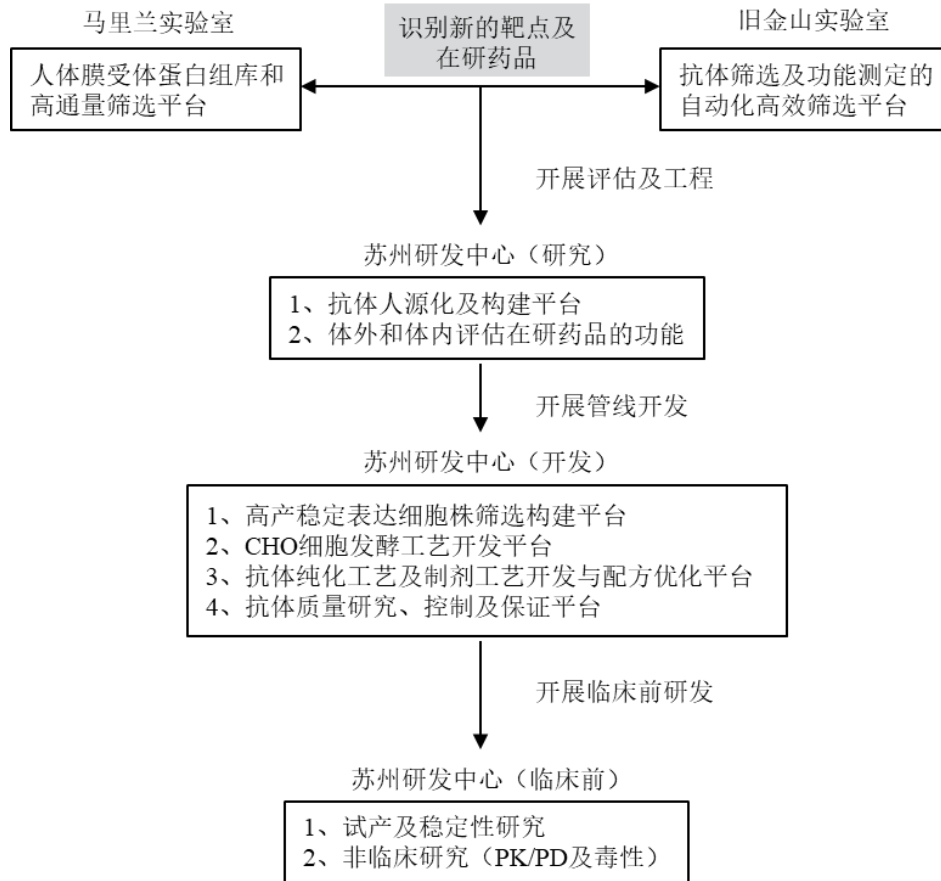 马里兰实验室
识别新的靶点及
在研药品
旧金山实验室
人体膜受体蛋白组库和
高通量筛选平台
抗体筛选及功能测定的
自动化高效筛选平台
开展评估及工程
苏州研发中心（研究）
1、抗体人源化及构建平台
2、体外和体内评估在研药品的功能
开展管线开发
苏州研发中心（开发）
1、高产稳定表达细胞株筛选构建平台
2、CHO细胞发酵工艺开发平台
3、抗体纯化工艺及制剂工艺开发与配方优化平台
4、抗体质量研究、控制及保证平台
开展临床前研发
苏州研发中心（临床前）
1、试产及稳定性研究
2、非临床研究（PK/PD及毒性）